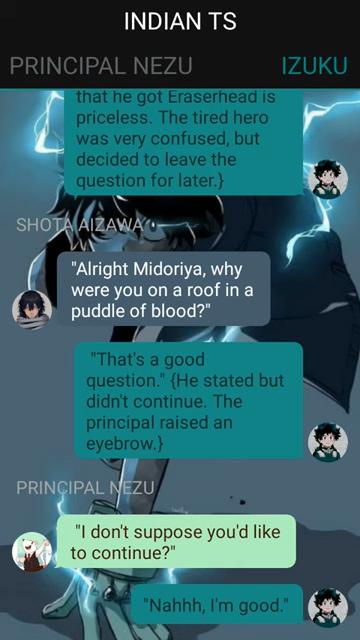 INDIAN TS
PRINCIPAL NEZU
IZUKU
that he got Eraserhead is
priceless. The tired hero
was very confused, but
decided to leave the
question for later.}
SHOTA AIZAWA
"Alright Midoriya, why
were you on a roof in a
puddle of blood?"
"That's a good
question." {He stated but
didn't continue. The
principal raised an
eyebrow.}
PRINCIPAL NEZU
"I don't suppose you'd like
to continue?"
"Nahhh, I'm good."